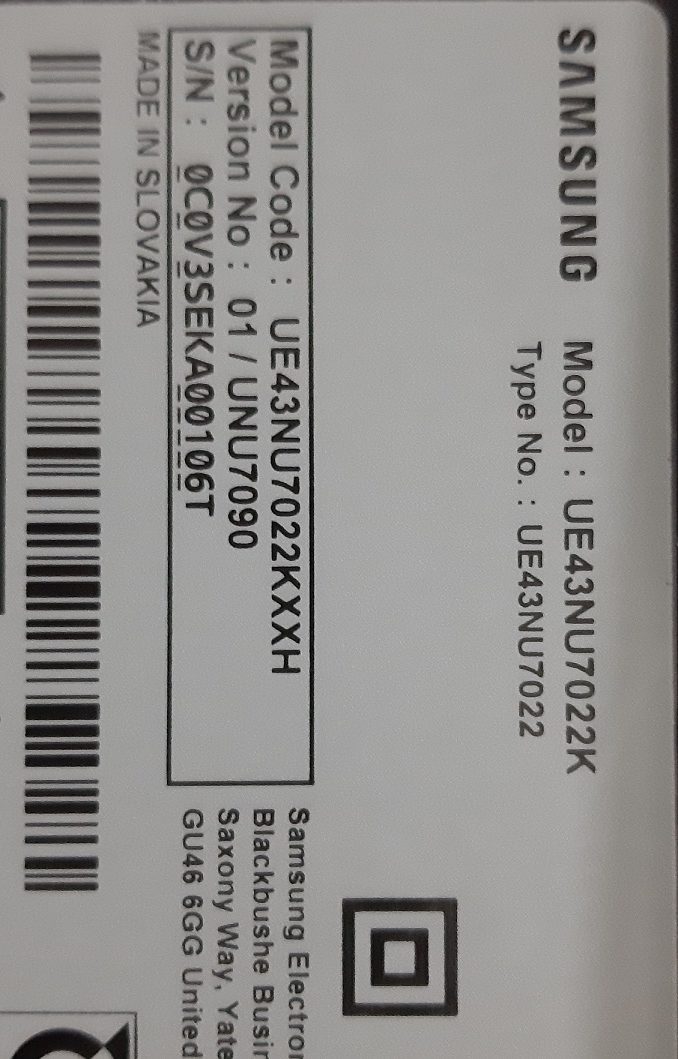 SAMSUNG
Model : UE43NU7022K
Type No. : UE43NU7022
Model Code : UE43NU7022KXXH
Version No : 01 / UNU7090
S/N : 0C0V3SEKA00106T
MADE IN SLOVAKIA
Samsung Electron
Blackbushe Busin
Saxony Way, Yate
GU46 6GG United